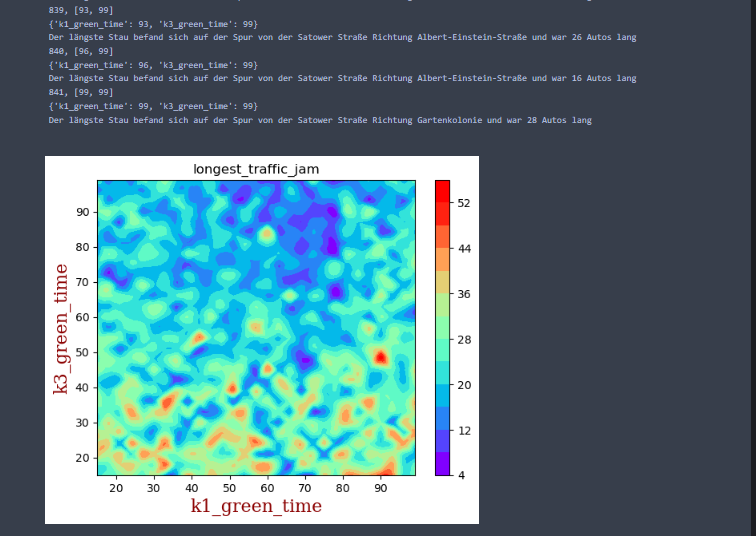 839, [93, 99]
{'k1_green_time': 93, 'k3_green_time': 99}
Der längste Stau befand sich auf der Spur von der Satower Straße Richtung Albert-Einstein-Straße und war 26 Autos lang
840, [96, 99]
{'k1_green_time': 96, 'k3_green_time': 99}
Der längste Stau befand sich auf der Spur von der Satower Straße Richtung Albert-Einstein-Straße und war 16 Autos lang
841, [99, 99]
{'k1_green_time': 99, 'k3_green_time': 99}
Der längste Stau befand sich auf der Spur von der Satower Straße Richtung Gartenkolonie und war 28 Autos lang
longest_traffic_jam
k3_green_time
90
80
70
60
50
40
30
20
20 30 40 50 60 70 80 90
k1_green_time
52
44
36
28
20
12
4